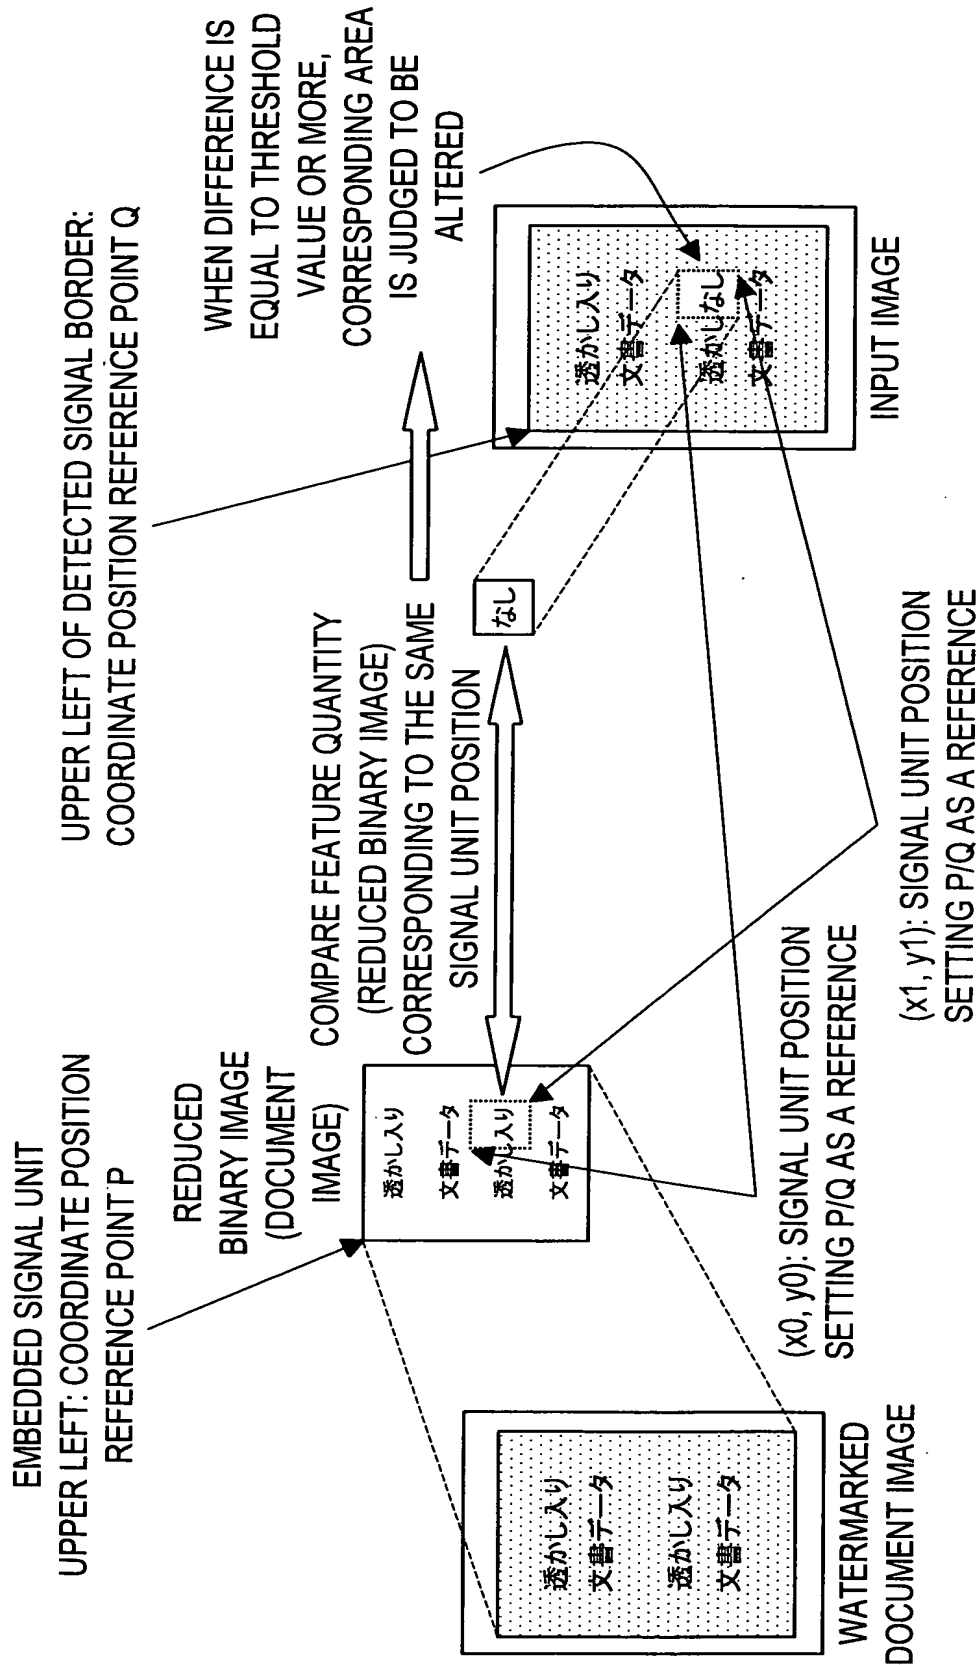 EMBEDDED SIGNAL UNIT
UPPER LEFT: COORDINATE POSITION
REFERENCE POINT P
UPPER LEFT OF DETECTED SIGNAL BORDER:
COORDINATE POSITION REFERENCE POINT Q
REDUCED
BINARY IMAGE
(DOCUMENT
IMAGE)
COMPARE FEATURE QUANTITY
(REDUCED BINARY IMAGE)
CORRESPONDING TO THE SAME
SIGNAL UNIT POSITION
WHEN DIFFERENCE IS
EQUAL TO THRESHOLD
VALUE OR MORE,
CORRESPONDING AREA
IS JUDGED TO BE
ALTERED
透かし入り
文書データ
透かし入り
文書データ
なし
透かし入り
文書データ
透かし入り
文書データ
透かし入り
文書データ
透かしなし
文書データ
WATERMARKED
DOCUMENT IMAGE
(x0, y0): SIGNAL UNIT POSITION
SETTING P/Q AS A REFERENCE
(x1, y1): SIGNAL UNIT POSITION
SETTING P/Q AS A REFERENCE
INPUT IMAGE